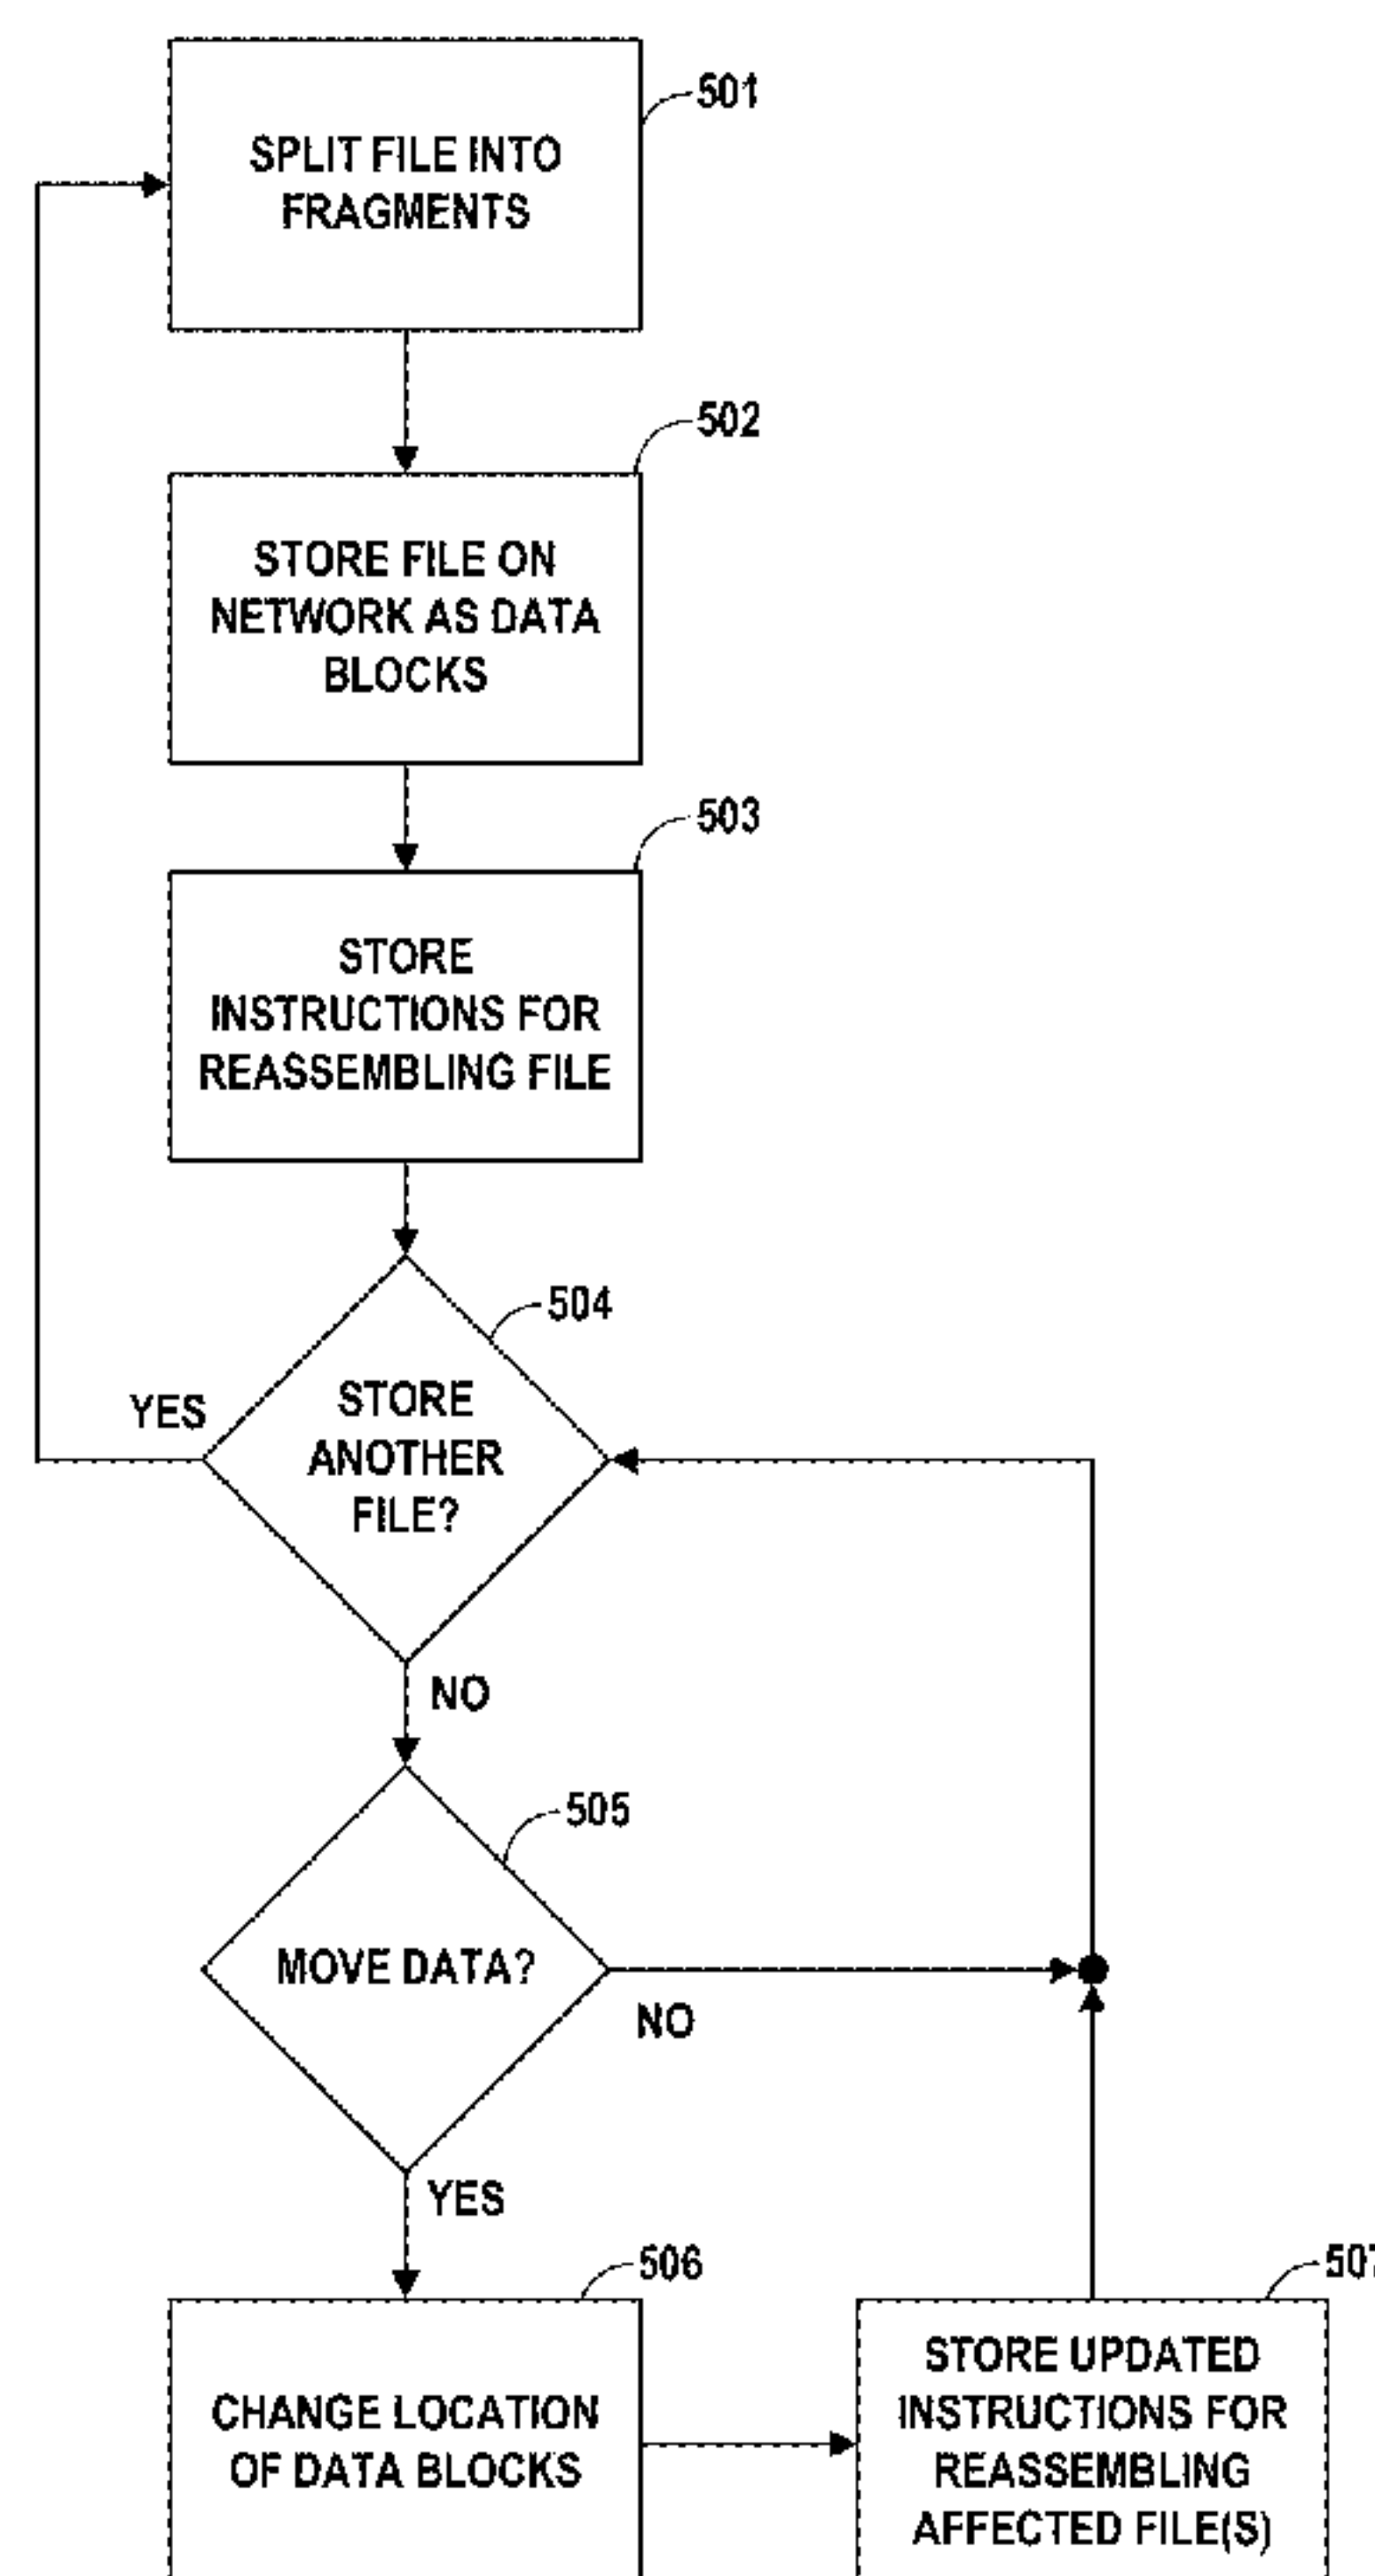 501
SPLIT FILE INTO
FRAGMENTS
502
STORE FILE ON
NETWORK AS DATA
BLOCKS
503
STORE
INSTRUCTIONS FOR
REASSEMBLING FILE
504
YES
STORE
ANOTHER
FILE?
NO
505
MOVE DATA?
NO
YES
506
CHANGE LOCATION
OF DATA BLOCKS
507
STORE UPDATED
INSTRUCTIONS FOR
REASSEMBLING
AFFECTED FILE(S)